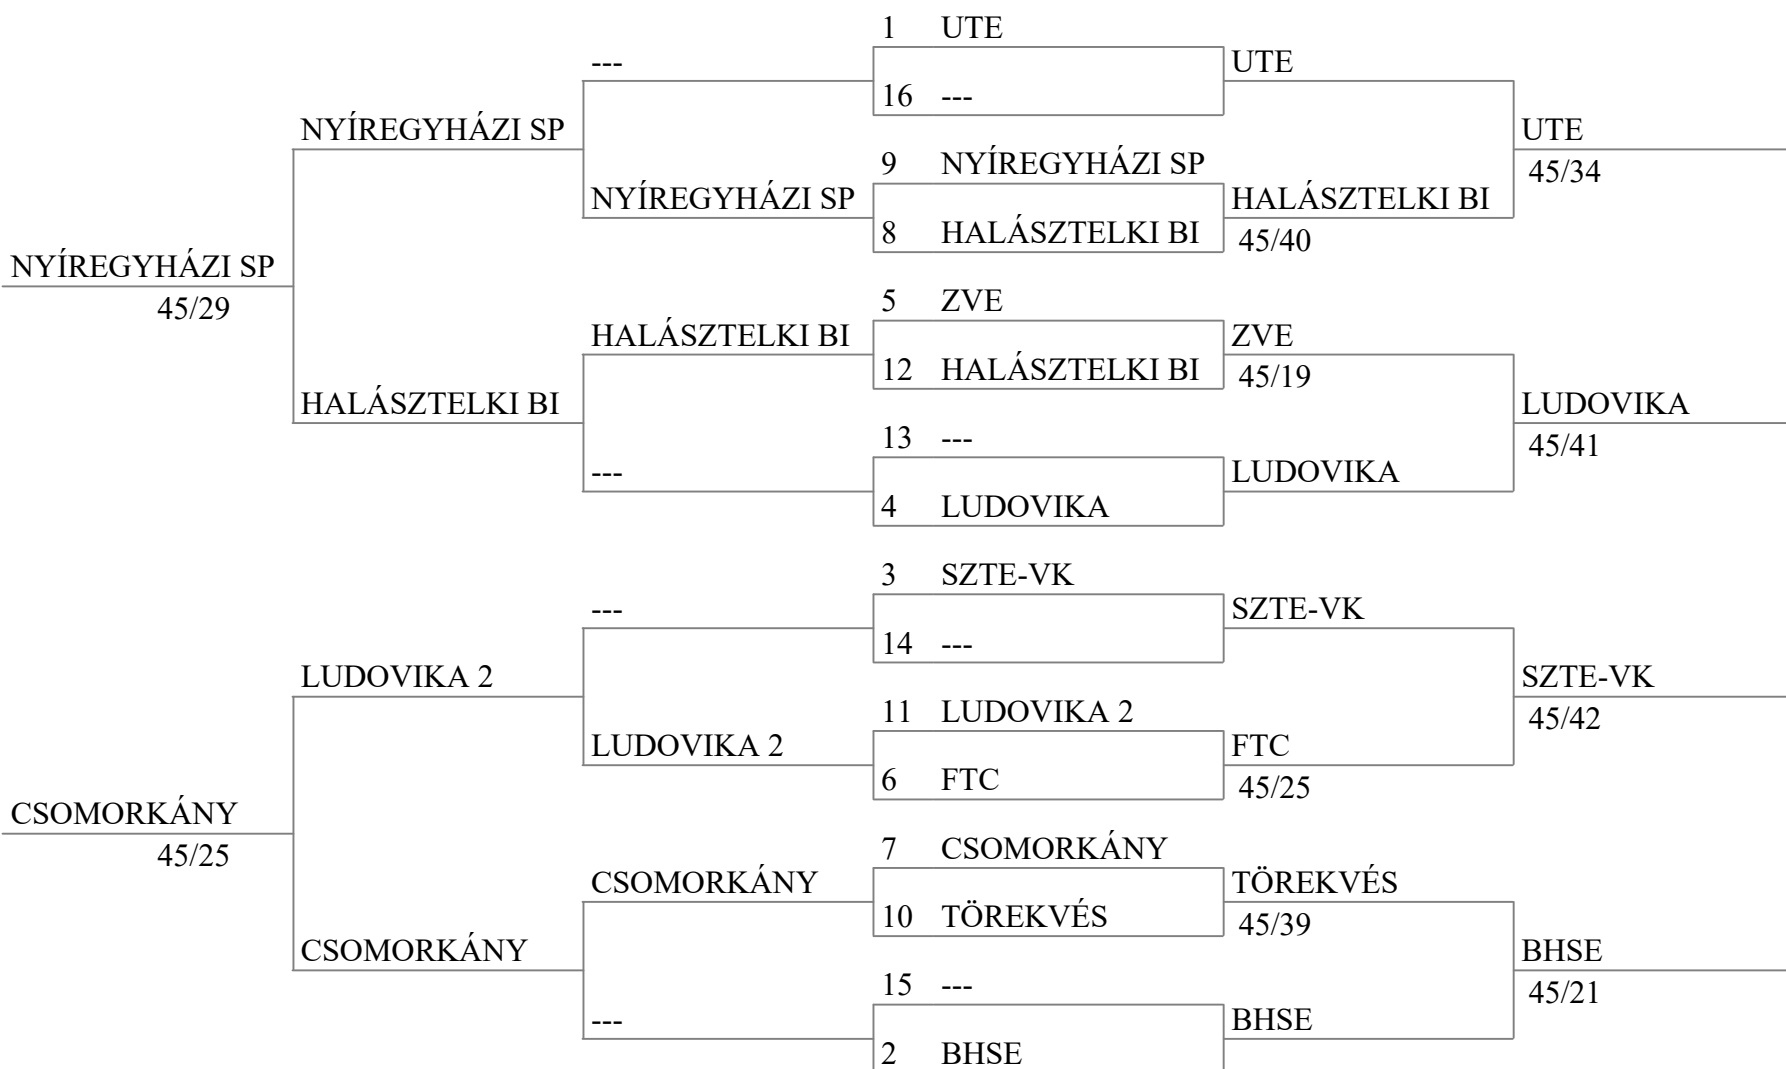 1 UTE
--- UTE
16 ---
NYÍREGYHÁZI SP UTE
9 NYÍREGYHÁZI SP 45/34
NYÍREGYHÁZI SP HALÁSZTELKI BI
8 HALÁSZTELKI BI 45/40
NYÍREGYHÁZI SP
45/29 5 ZVE
HALÁSZTELKI BI ZVE
12 HALÁSZTELKI BI 45/19
HALÁSZTELKI BI LUDOVIKA
13 --- 45/41
--- LUDOVIKA
4 LUDOVIKA
3 SZTE-VK
--- SZTE-VK
14 ---
LUDOVIKA 2 SZTE-VK
11 LUDOVIKA 2 45/42
LUDOVIKA 2 FTC
6 FTC 45/25
CSOMORKÁNY
45/25 7 CSOMORKÁNY
CSOMORKÁNY TÖREKVÉS
10 TÖREKVÉS 45/39
CSOMORKÁNY BHSE
15 --- 45/21
--- BHSE
2 BHSE